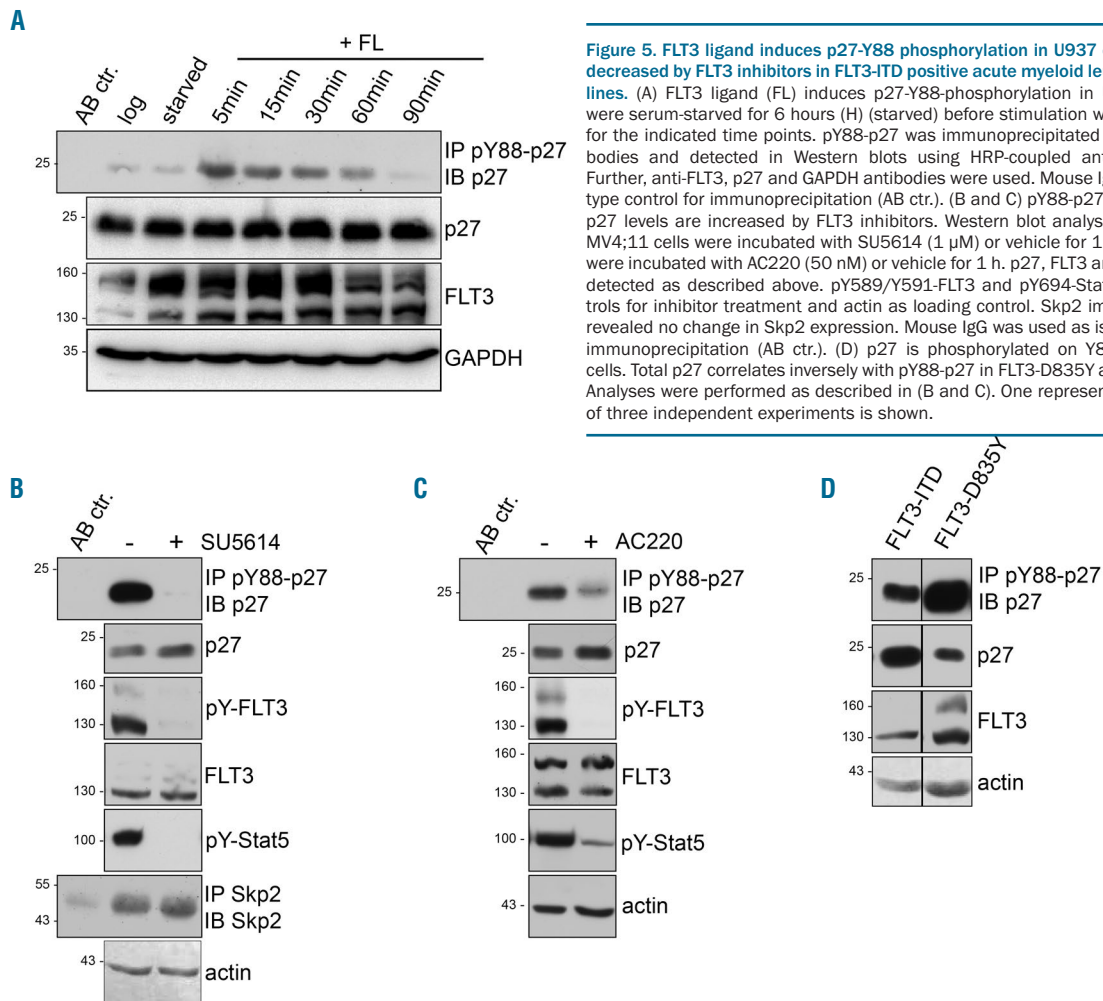 A
+ FL
AB ctr.
log
starved
5min
15min
30min
60min
90min
25 -
IP pY88-p27
IB p27
25 -
p27
160 -
130 -
FLT3
35 -
GAPDH
Figure 5. FLT3 ligand induces p27-Y88 phosphorylation in U937
decreased by FLT3 inhibitors in FLT3-ITD positive acute myeloid le
lines. (A) FLT3 ligand (FL) induces p27-Y88-phosphorylation in
were serum-starved for 6 hours (H) (starved) before stimulation w
for the indicated time points. pY88-p27 was immunoprecipitated
bodies and detected in Western blots using HRP-coupled ant
Further, anti-FLT3, p27 and GAPDH antibodies were used. Mouse Ig
type control for immunoprecipitation (AB ctr.). (B and C) pY88-p27
p27 levels are increased by FLT3 inhibitors. Western blot analys
MV4;11 cells were incubated with SU5614 (1 µM) or vehicle for 1
were incubated with AC220 (50 nM) or vehicle for 1 h. p27, FLT3 ar
detected as described above. pY589/Y591-FLT3 and pY694-Stat
trols for inhibitor treatment and actin as loading control. Skp2 im
revealed no change in Skp2 expression. Mouse IgG was used as is
immunoprecipitation (AB ctr.). (D) p27 is phosphorylated on Y8
cells. Total p27 correlates inversely with pY88-p27 in FLT3-D835Y a
Analyses were performed as described in (B and C). One represen
of three independent experiments is shown.
B
AB ctr.
- + SU5614
25 -
IP pY88-p27
IB p27
25 -
p27
160 -
130 -
pY-FLT3
130 -
FLT3
100 -
pY-Stat5
55 -
43 -
IP Skp2
IB Skp2
43 -
actin
C
AB ctr.
- + AC220
25 -
IP pY88-p27
IB p27
25 -
p27
160 -
130 -
pY-FLT3
160 -
130 -
FLT3
100 -
pY-Stat5
43 -
actin
D
FLT3-ITD
FLT3-D835Y
25 -
IP pY88-p27
IB p27
25 -
p27
160 -
130 -
FLT3
43 -
actin